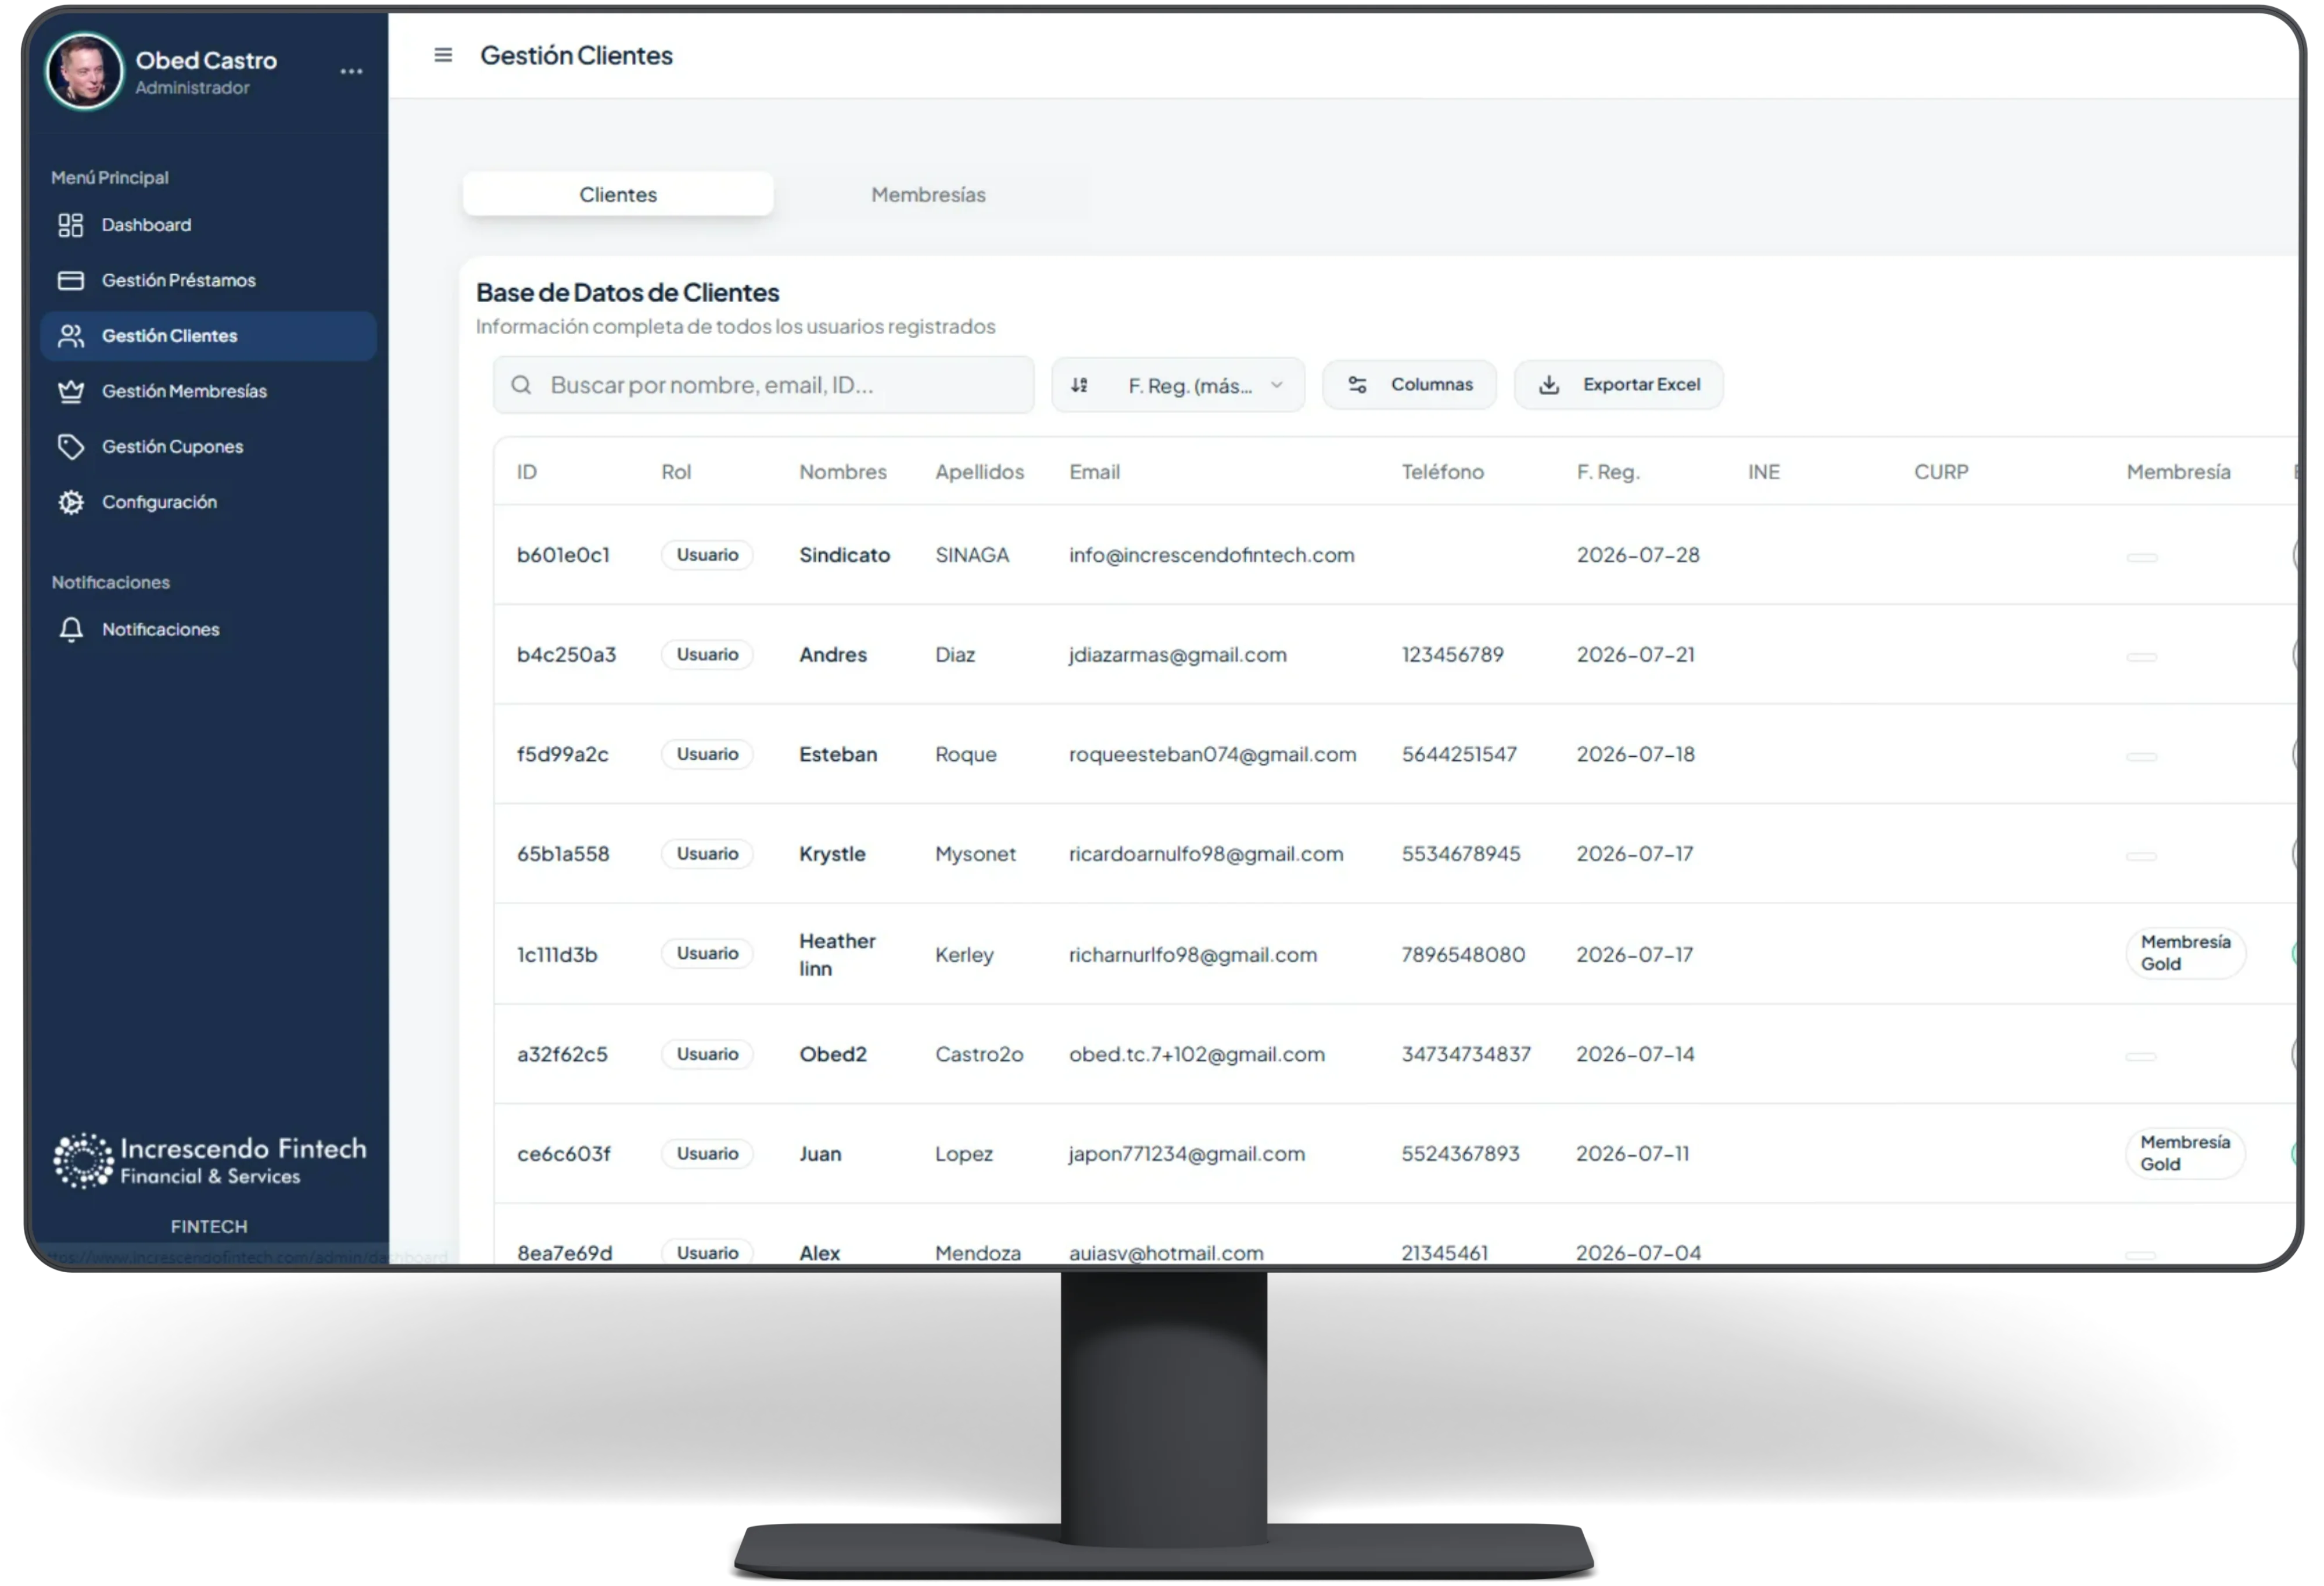 Obed Castro
Administrador
Gestión Clientes
Menú Principal
Dashboard
Gestión Préstamos
Gestión Clientes
Gestión Membresías
Gestión Cupones
Configuración
Notificaciones
Notificaciones
Increscendo Fintech
Financial & Services
FINTECH
Clientes Membresías
Base de Datos de Clientes
Información completa de todos los usuarios registrados
Buscar por nombre, email, ID... F. Reg. (más... Columnas Exportar Excel
ID Rol Nombres Apellidos Email Teléfono F. Reg. INE CURP Membresía
b601e0c1 Usuario Sindicato SINAGA info@increscendofintech.com 2026-07-28
b4c250a3 Usuario Andres Diaz jdiazarmas@gmail.com 123456789 2026-07-21
f5d99a2c Usuario Esteban Roque roqueesteban074@gmail.com 5644251547 2026-07-18
65b1a558 Usuario Krystle Mysonet ricardoarnulfo98@gmail.com 5534678945 2026-07-17
1c111d3b Usuario Heather linn Kerley richarnurlfo98@gmail.com 7896548080 2026-07-17 Membresía Gold
a32f62c5 Usuario Obed2 Castro2o obed.tc.7+102@gmail.com 34734734837 2026-07-14
ce6c603f Usuario Juan Lopez japon771234@gmail.com 5524367893 2026-07-11 Membresía Gold
8ea7e69d Usuario Alex Mendoza auiasv@hotmail.com 21345461 2026-07-04